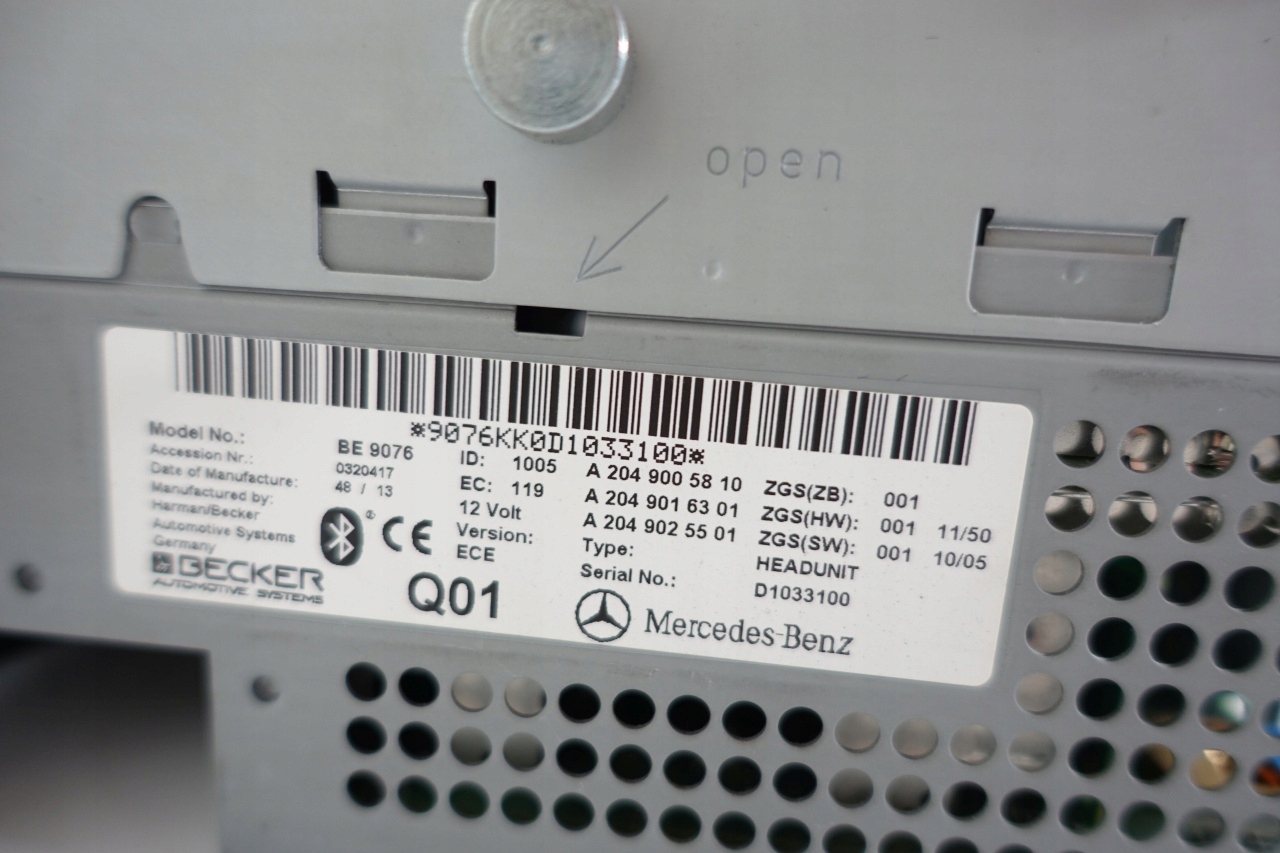 open
*9076KK0D1033100*
Model No.: BE 9076
Accession Nr.: 0320417
Date of Manufacture: 48 / 13
Manufactured by:
Harman/Becker
Automotive Systems
Germany
BECKER
AUTOMOTIVE SYSTEMS
ID: 1005
EC: 119
12 Volt
Version:
ECE
Q01
A 204 900 58 10 ZGS(ZB): 001
A 204 901 63 01 ZGS(HW): 001 11/50
A 204 902 55 01 ZGS(SW): 001 10/05
Type: HEADUNIT
Serial No.: D1033100
Mercedes-Benz